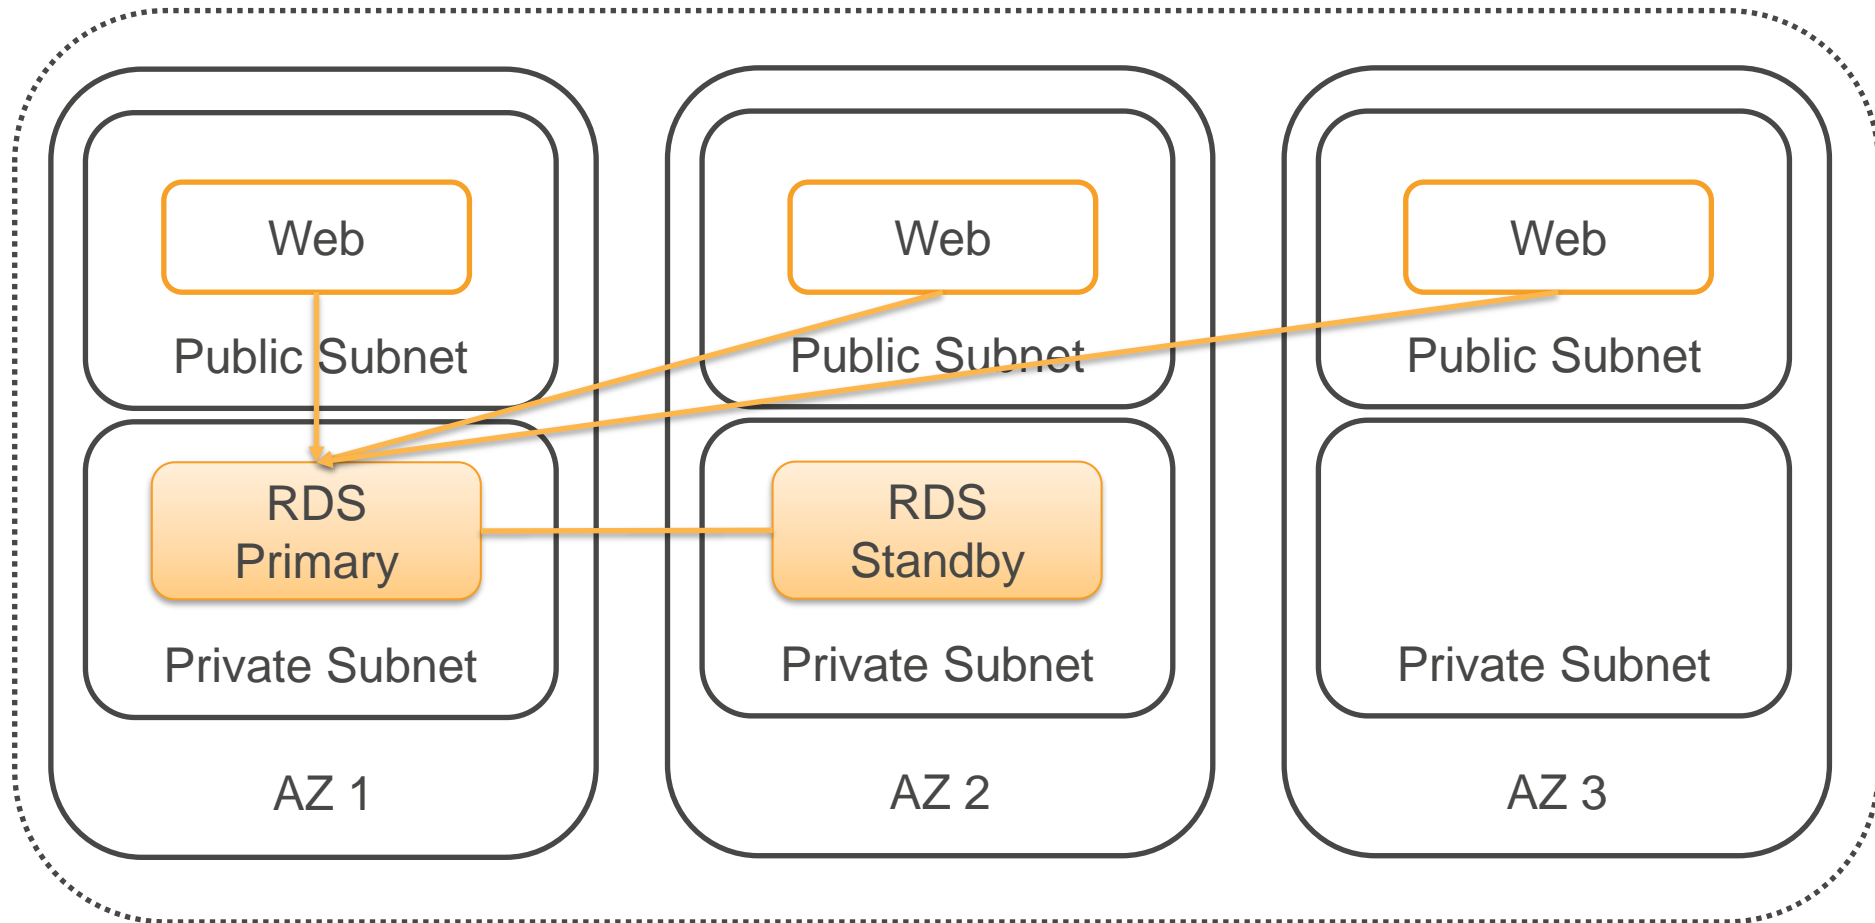 Web
Public Subnet
RDS
Primary
Private Subnet
AZ 1
Web
Public Subnet
RDS
Standby
Private Subnet
AZ 2
Web
Public Subnet
Private Subnet
AZ 3